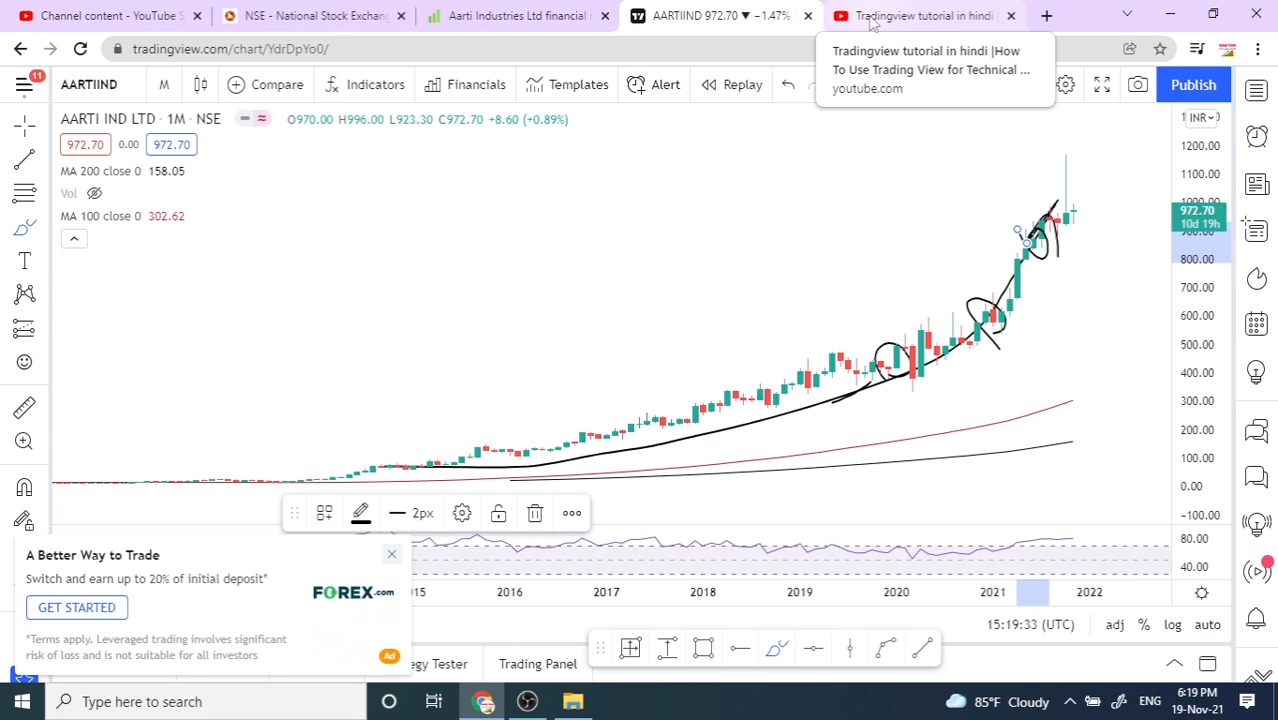 Channel content - YouTube S
NSE - National Stock Exchan
Aarti Industries Ltd financial r
AARTIIND 972.70 ▼ −1.47%
Tradingview tutorial in hindi |
tradingview.com/chart/YdrDpYo0/
Tradingview tutorial in hindi |How
To Use Trading View for Technical ...
youtube.com
11
AARTIIND
M
Compare
Indicators
Financials
Templates
Alert
Replay
Publish
AARTI IND LTD · 1M · NSE
O970.00 H996.00 L923.30 C972.70 +8.60 (+0.89%)
INR
972.70
0.00
972.70
MA 200 close 0 158.05
Vol
MA 100 close 0 302.62
1200.00
1100.00
972.70
10d 19h
800.00
700.00
600.00
500.00
400.00
300.00
200.00
100.00
0.00
−100.00
2px
80.00
40.00
A Better Way to Trade
Switch and earn up to 20% of initial deposit*
FOREX.com
GET STARTED
*Terms apply. Leveraged trading involves significant
risk of loss and is not suitable for all investors
Ad
2016
2017
2018
2019
2020
2021
2022
15:19:33 (UTC)
adj
%
log
auto
gy Tester
Trading Panel
Type here to search
85°F Cloudy
ENG
6:19 PM
19-Nov-21